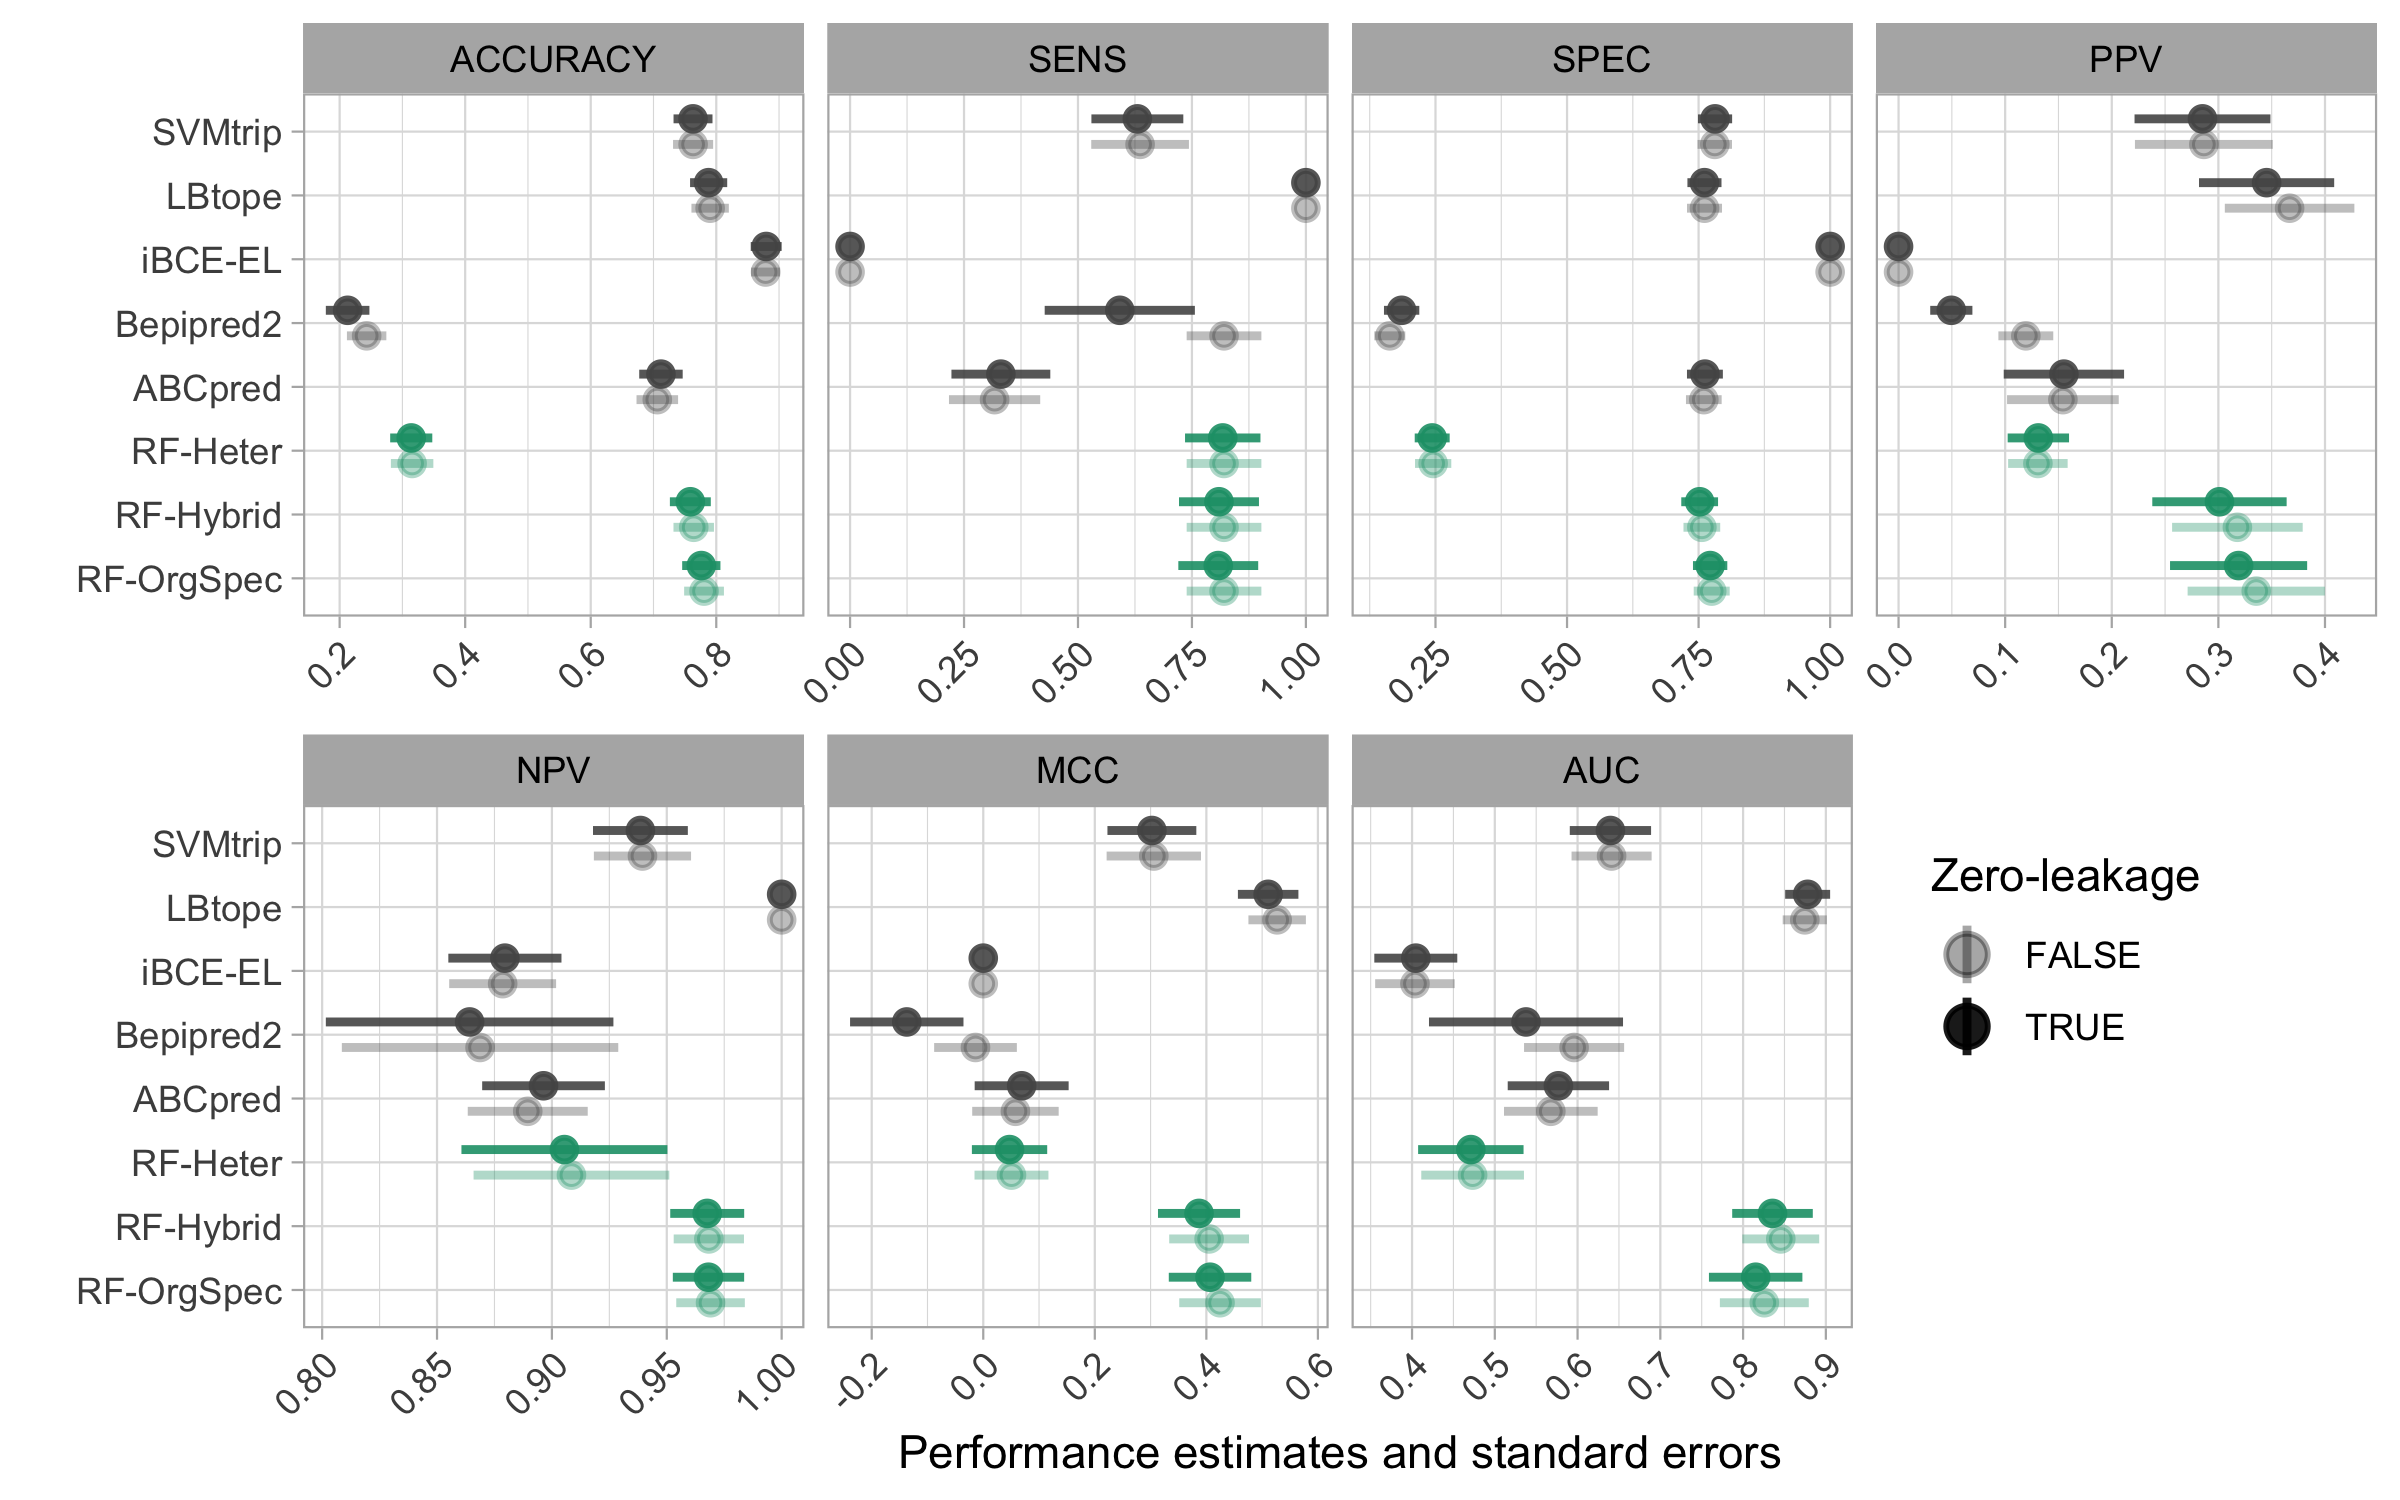 ACCURACY SENS SPEC PPV
SVMtrip
LBtope
iBCE-EL
Bepipred2
ABCpred
RF-Heter
RF-Hybrid
RF-OrgSpec
0.2 0.4 0.6 0.8 0.00 0.25 0.50 0.75 1.00 0.25 0.50 0.75 1.00 0.0 0.1 0.2 0.3 0.4
NPV MCC AUC
SVMtrip
LBtope
iBCE-EL
Bepipred2
ABCpred
RF-Heter
RF-Hybrid
RF-OrgSpec
0.80 0.85 0.90 0.95 1.00 -0.2 0.0 0.2 0.4 0.6 0.4 0.5 0.6 0.7 0.8 0.9
Performance estimates and standard errors
Zero-leakage
FALSE
TRUE